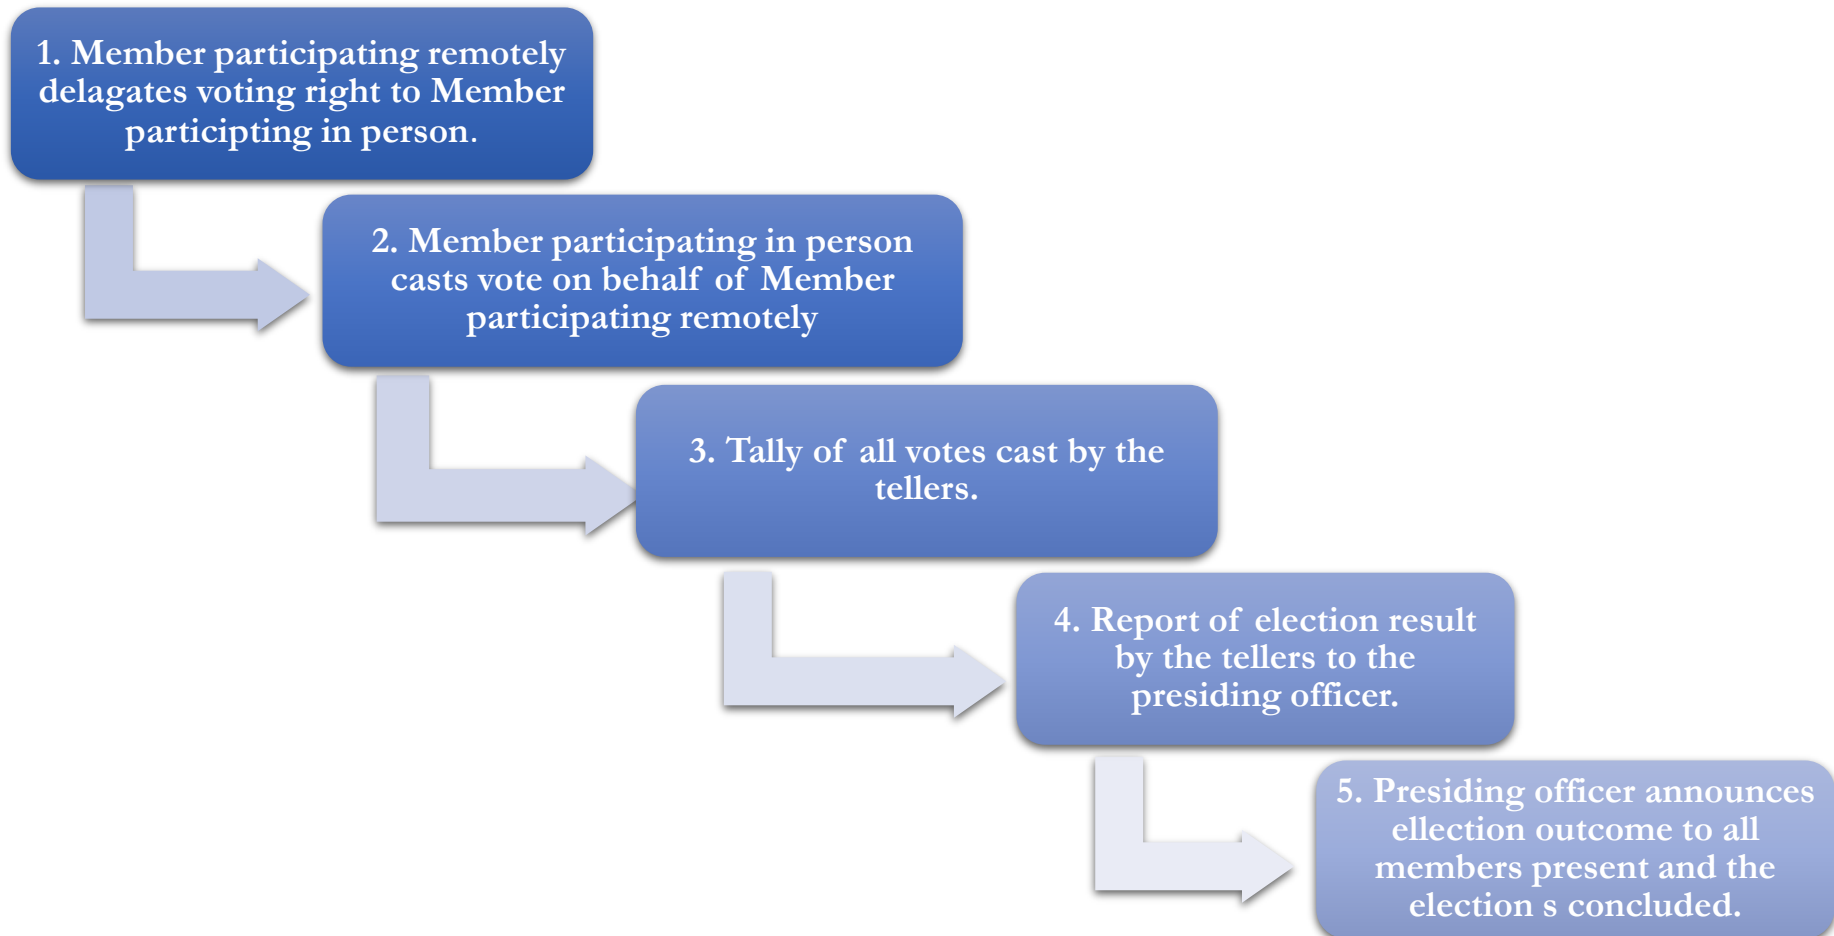 1. Member participating remotely
delagates voting right to Member
particpting in person.
2. Member participating in person
casts vote on behalf of Member
participating remotely
3. Tally of all votes cast by the
tellers.
4. Report of election result
by the tellers to the
presiding officer.
5. Presiding officer announces
ellection outcome to all
members present and the
election s concluded.